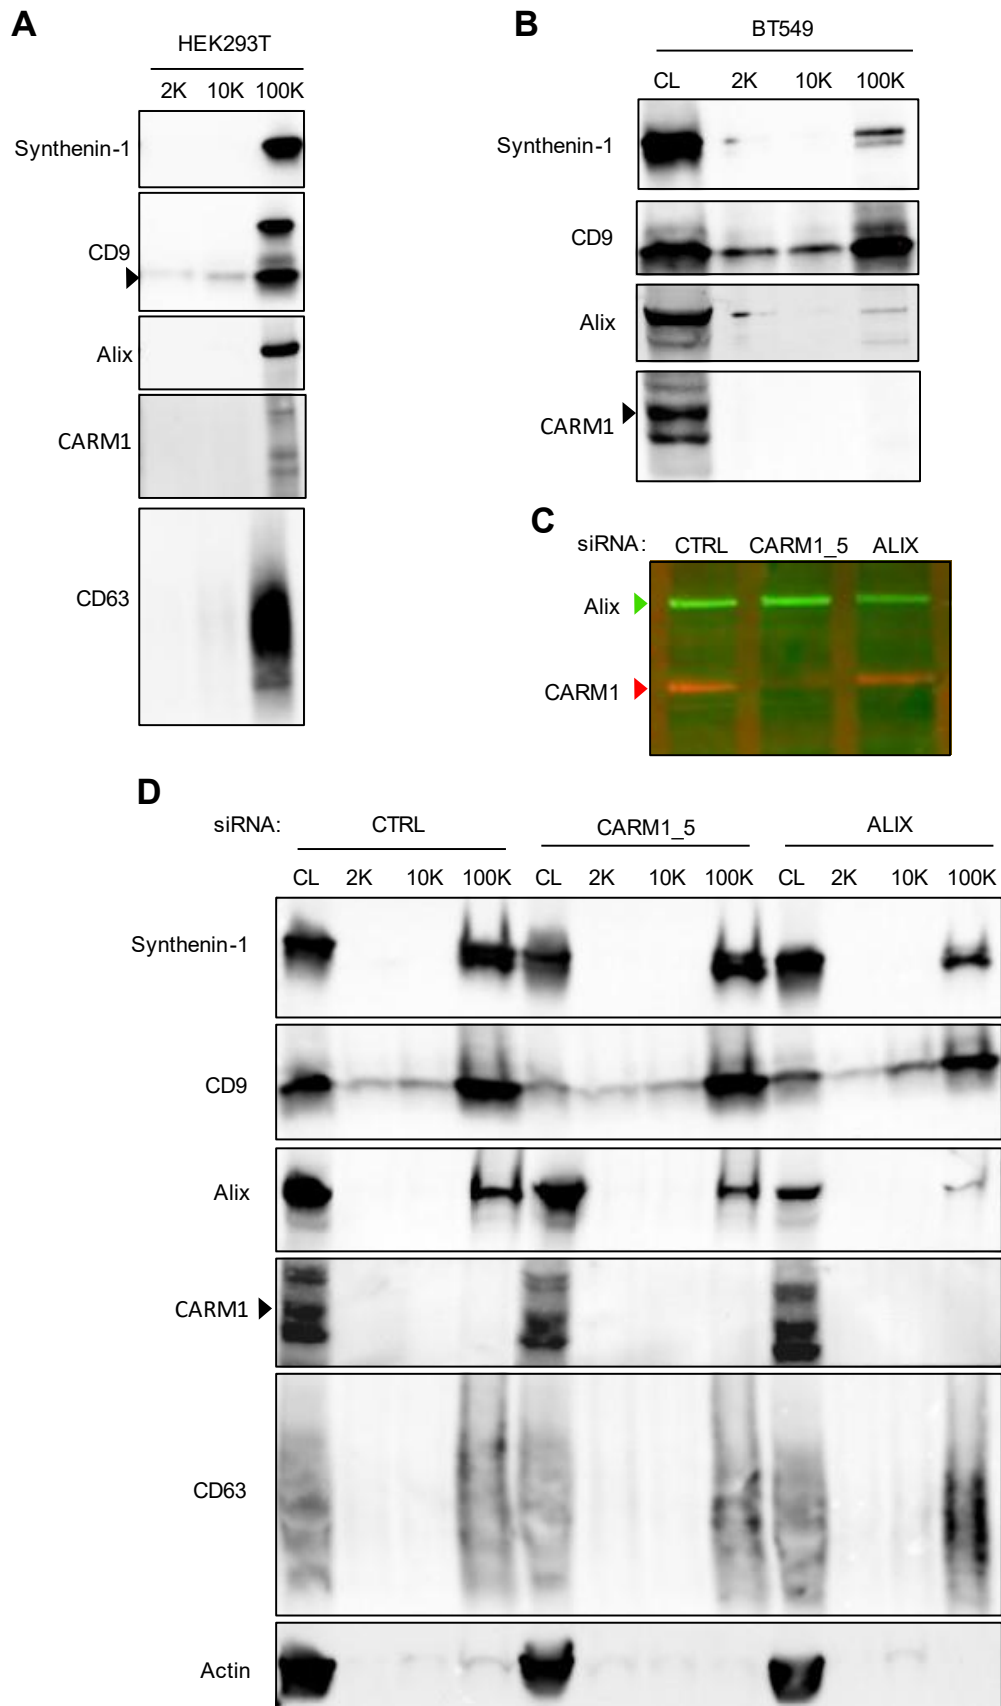 A
HEK293T
2K 10K 100K
Synthenin-1
CD9
Alix
CARM1
CD63
B
BT549
CL 2K 10K 100K
Synthenin-1
CD9
Alix
CARM1
C
siRNA: CTRL CARM1_5 ALIX
Alix
CARM1
D
siRNA: CTRL CARM1_5 ALIX
CL 2K 10K 100K CL 2K 10K 100K CL 2K 10K 100K
Synthenin-1
CD9
Alix
CARM1
CD63
Actin